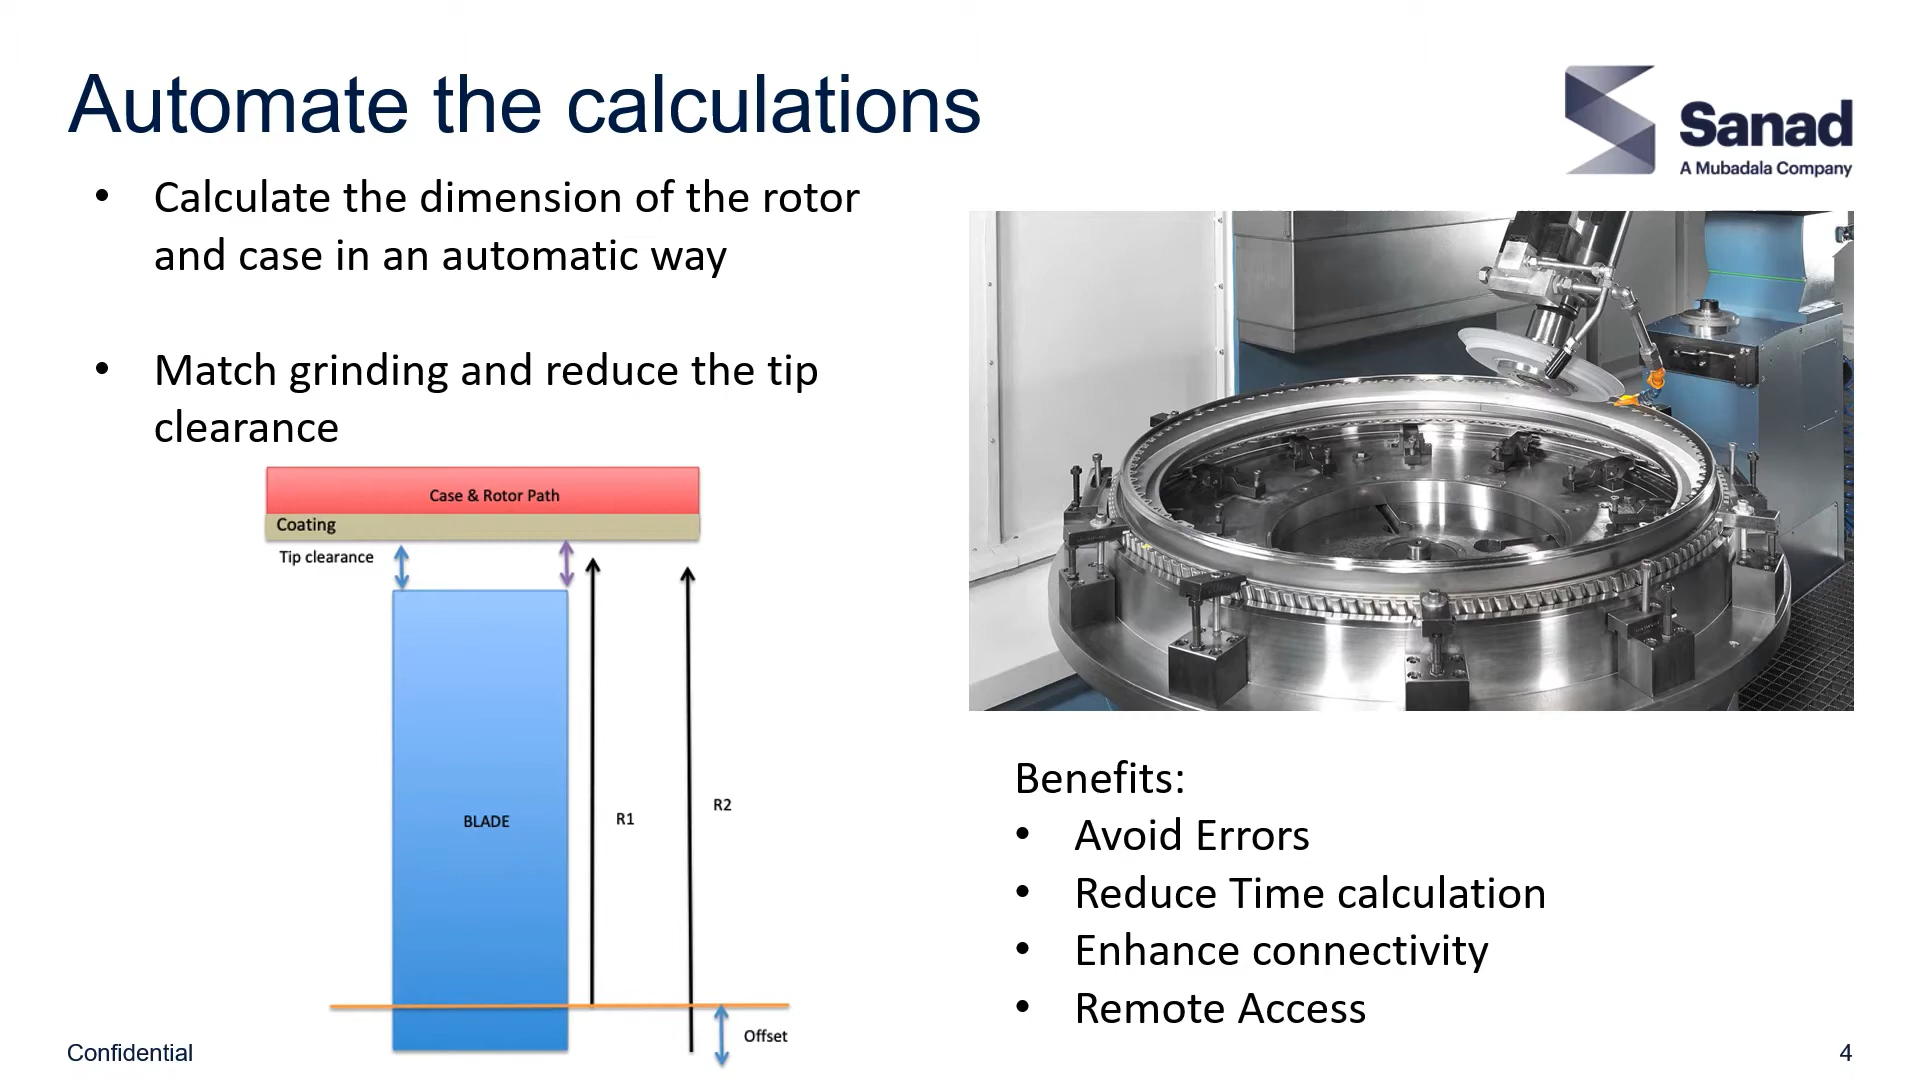 Automate the calculations
Sanad
A Mubadala Company
• Calculate the dimension of the rotor
and case in an automatic way
• Match grinding and reduce the tip
clearance
Case & Rotor Path
Coating
Tip clearance
BLADE
R1
R2
Offset
Benefits:
• Avoid Errors
• Reduce Time calculation
• Enhance connectivity
• Remote Access
Confidential
4